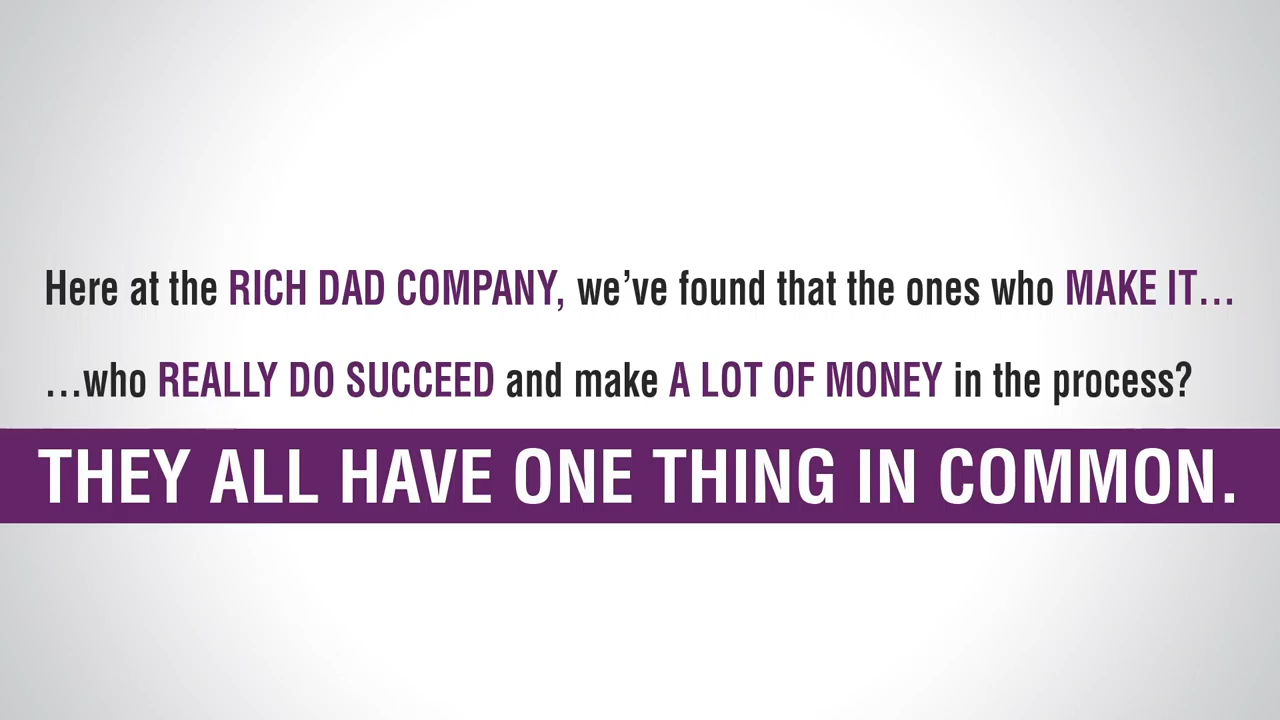 Here at the RICH DAD COMPANY, we’ve found that the ones who MAKE IT...
...who REALLY DO SUCCEED and make A LOT OF MONEY in the process?
THEY ALL HAVE ONE THING IN COMMON.